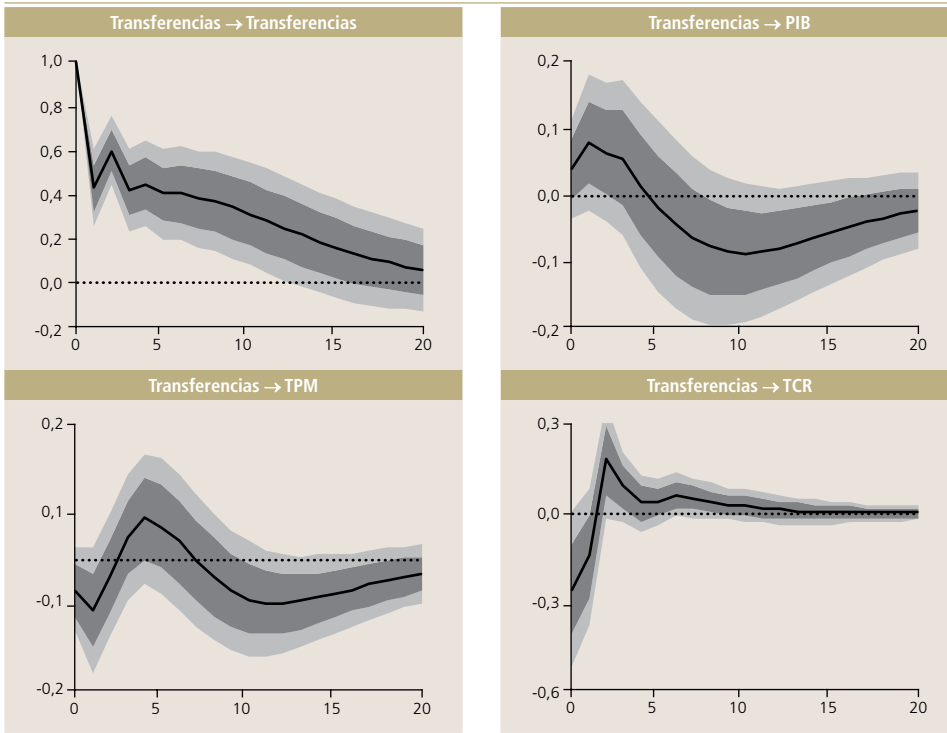 Transferencias → Transferencias
1,0
0,8
0,6
0,4
0,2
0,0
-0,2
0 5 10 15 20
Transferencias → PIB
0,2
0,1
0,0
-0,1
-0,2
0 5 10 15 20
Transferencias → TPM
0,2
0,1
-0,1
-0,2
0 5 10 15 20
Transferencias → TCR
0,3
0,0
-0,3
-0,6
0 5 10 15 20